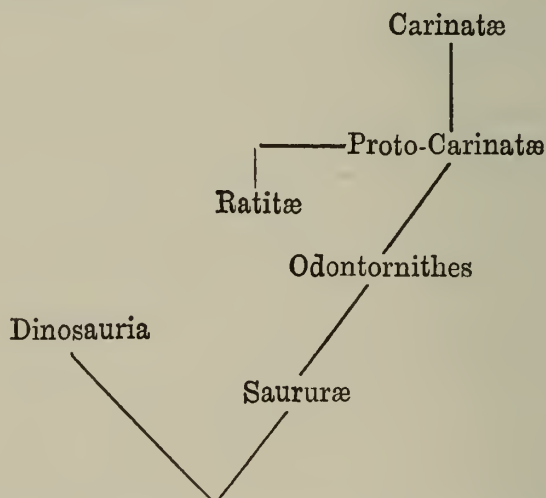 Carinatæ
Proto-Carinatæ
Ratitæ
Odontornithes
Dinosauria
Saururæ